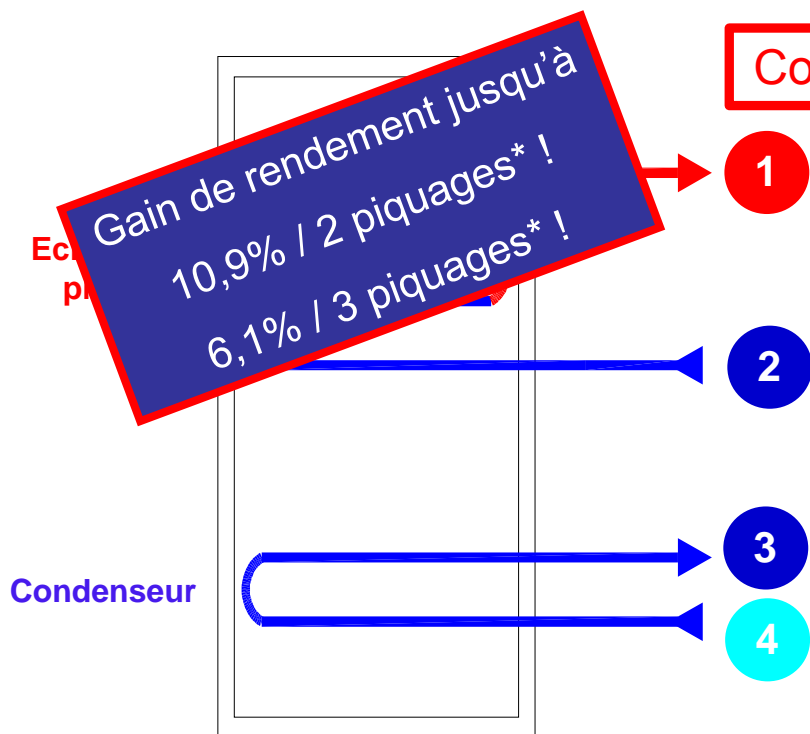 Gain de rendement jusqu’à
10,9% / 2 piquages* !
6,1% / 3 piquages* !
1
2
3
Condenseur
4